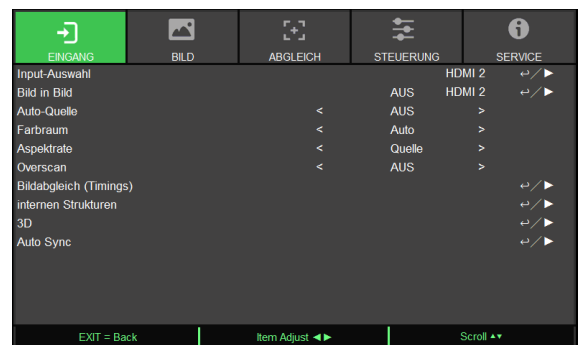 EINGANG BILD ABGLEICH STEUERUNG SERVICE
Input-Auswahl HDMI 2 ↩/►
Bild in Bild AUS HDMI 2 ↩/►
Auto-Quelle < AUS >
Farbraum < Auto >
Aspektrate < Quelle >
Overscan < AUS >
Bildabgleich (Timings) ↩/►
internen Strukturen ↩/►
3D ↩/►
Auto Sync ↩/►
EXIT = Back Item Adjust ◄► Scroll ▲▼